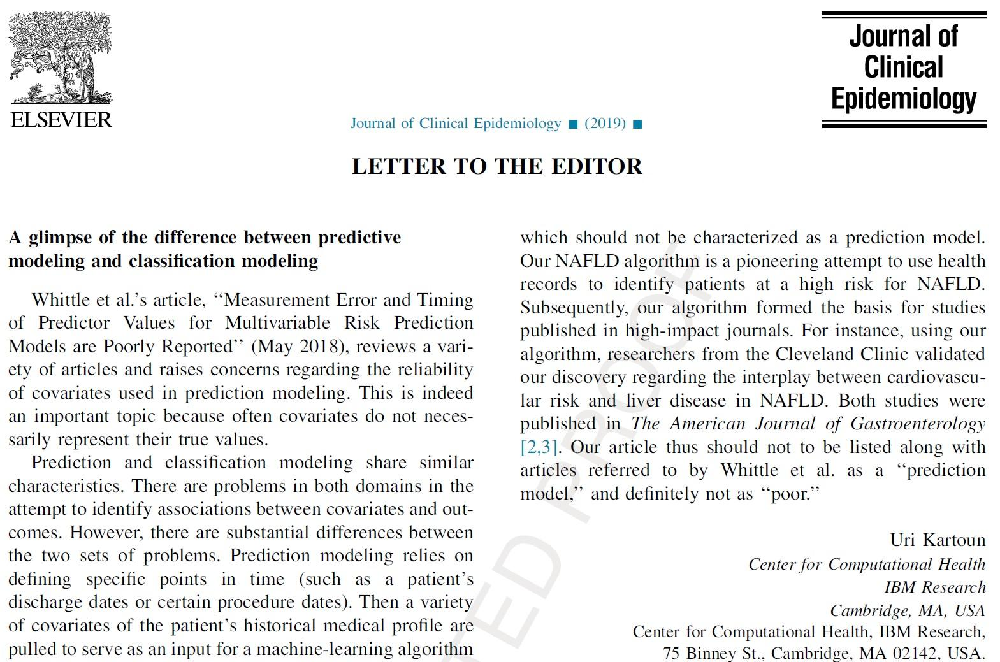 NON SOLUS
ELSEVIER
Journal of
Clinical
Epidemiology
Journal of Clinical Epidemiology ■ (2019) ■
LETTER TO THE EDITOR
A glimpse of the difference between predictive
modeling and classification modeling
Whittle et al.’s article, ‘‘Measurement Error and Timing
of Predictor Values for Multivariable Risk Prediction
Models are Poorly Reported’’ (May 2018), reviews a vari-
ety of articles and raises concerns regarding the reliability
of covariates used in prediction modeling. This is indeed
an important topic because often covariates do not neces-
sarily represent their true values.
Prediction and classification modeling share similar
characteristics. There are problems in both domains in the
attempt to identify associations between covariates and out-
comes. However, there are substantial differences between
the two sets of problems. Prediction modeling relies on
defining specific points in time (such as a patient’s
discharge dates or certain procedure dates). Then a variety
of covariates of the patient’s historical medical profile are
pulled to serve as an input for a machine-learning algorithm
which should not be characterized as a prediction model.
Our NAFLD algorithm is a pioneering attempt to use health
records to identify patients at a high risk for NAFLD.
Subsequently, our algorithm formed the basis for studies
published in high-impact journals. For instance, using our
algorithm, researchers from the Cleveland Clinic validated
our discovery regarding the interplay between cardiovascu-
lar risk and liver disease in NAFLD. Both studies were
published in The American Journal of Gastroenterology
[2,3]. Our article thus should not to be listed along with
articles referred to by Whittle et al. as a ‘‘prediction
model,’’ and definitely not as ‘‘poor.’’
Uri Kartoun
Center for Computational Health
IBM Research
Cambridge, MA, USA
Center for Computational Health, IBM Research,
75 Binney St., Cambridge, MA 02142, USA.
TED PROOF